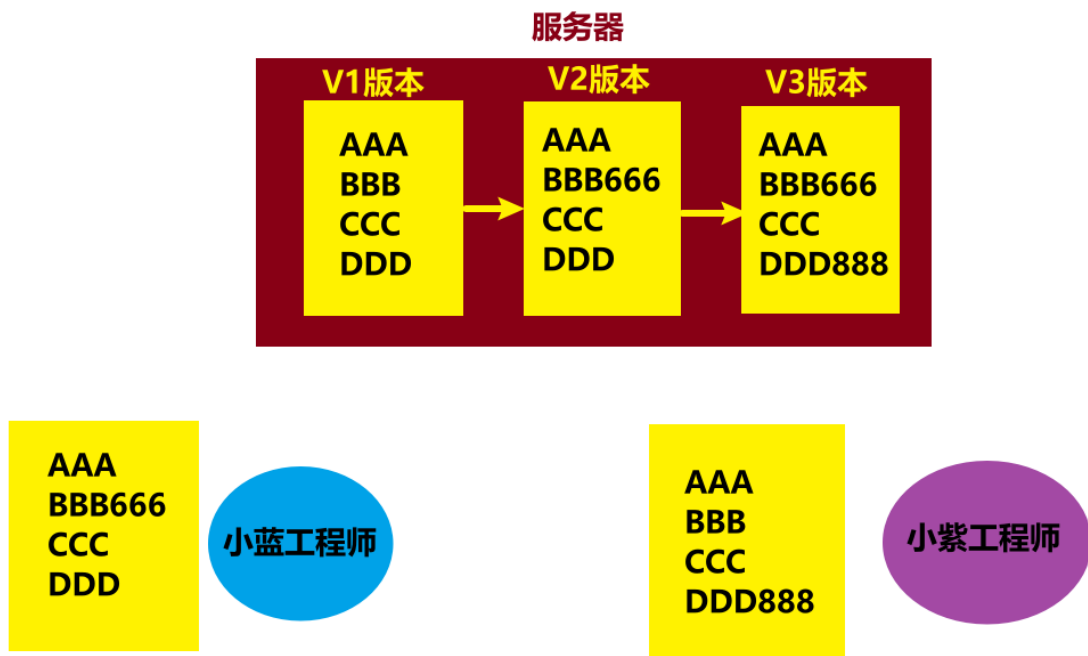 服务器
V1版本
AAA
BBB
CCC
DDD
V2版本
AAA
BBB666
CCC
DDD
V3版本
AAA
BBB666
CCC
DDD888
AAA
BBB666
CCC
DDD
小蓝工程师
AAA
BBB
CCC
DDD888
小紫工程师